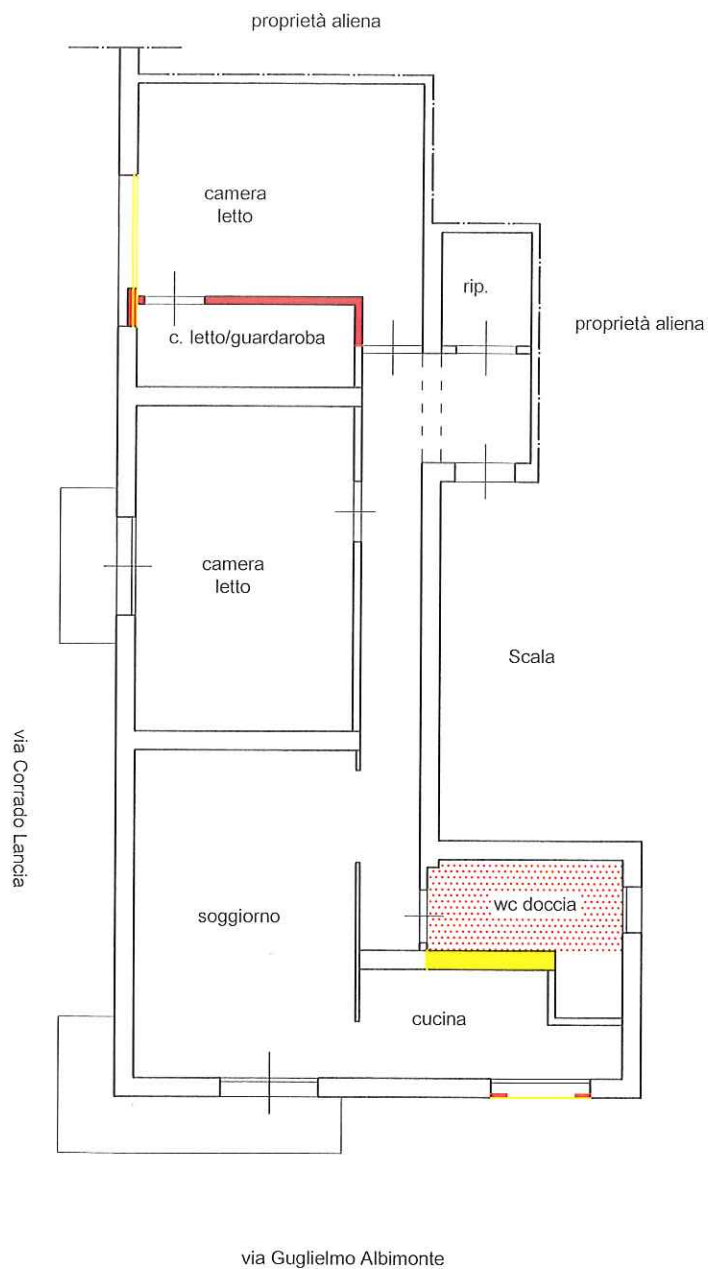 proprietà aliena
camera
letto
rip.
proprietà aliena
c. letto/guardaroba
camera
letto
Scala
via Corrado Lancia
wc doccia
soggiorno
cucina
via Guglielmo Albimonte